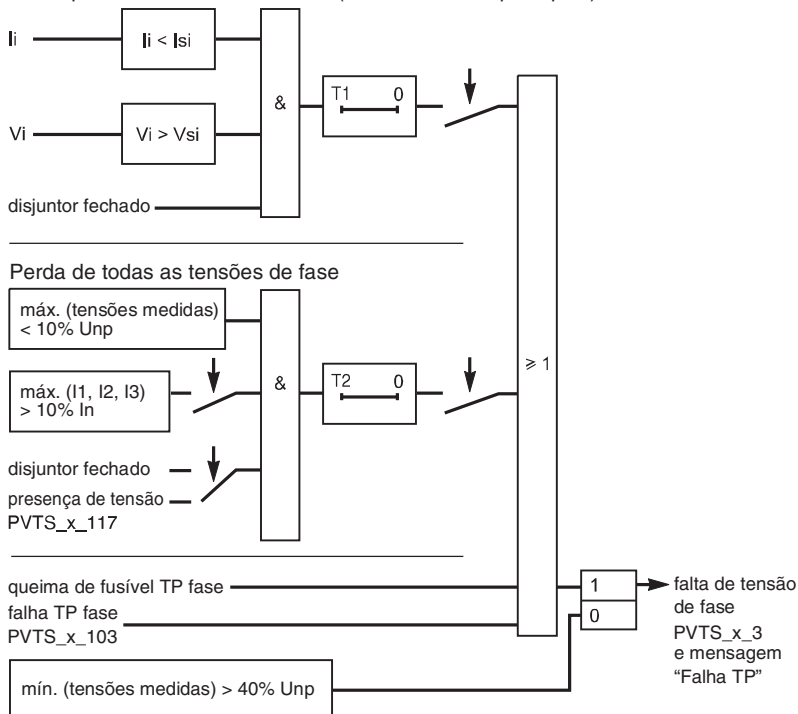 Ii
Ii < Isi
Vi
Vi > Vsi
disjuntor fechado
&
T1 0
Perda de todas as tensões de fase
máx. (tensões medidas)
< 10% Unp
máx. (I1, I2, I3)
> 10% In
disjuntor fechado
presença de tensão
PVTS_x_117
&
T2 0
⩾ 1
queima de fusível TP fase
falha TP fase
PVTS_x_103
mín. (tensões medidas) > 40% Unp
1
0
falta de tensão
de fase
PVTS_x_3
e mensagem
“Falha TP”